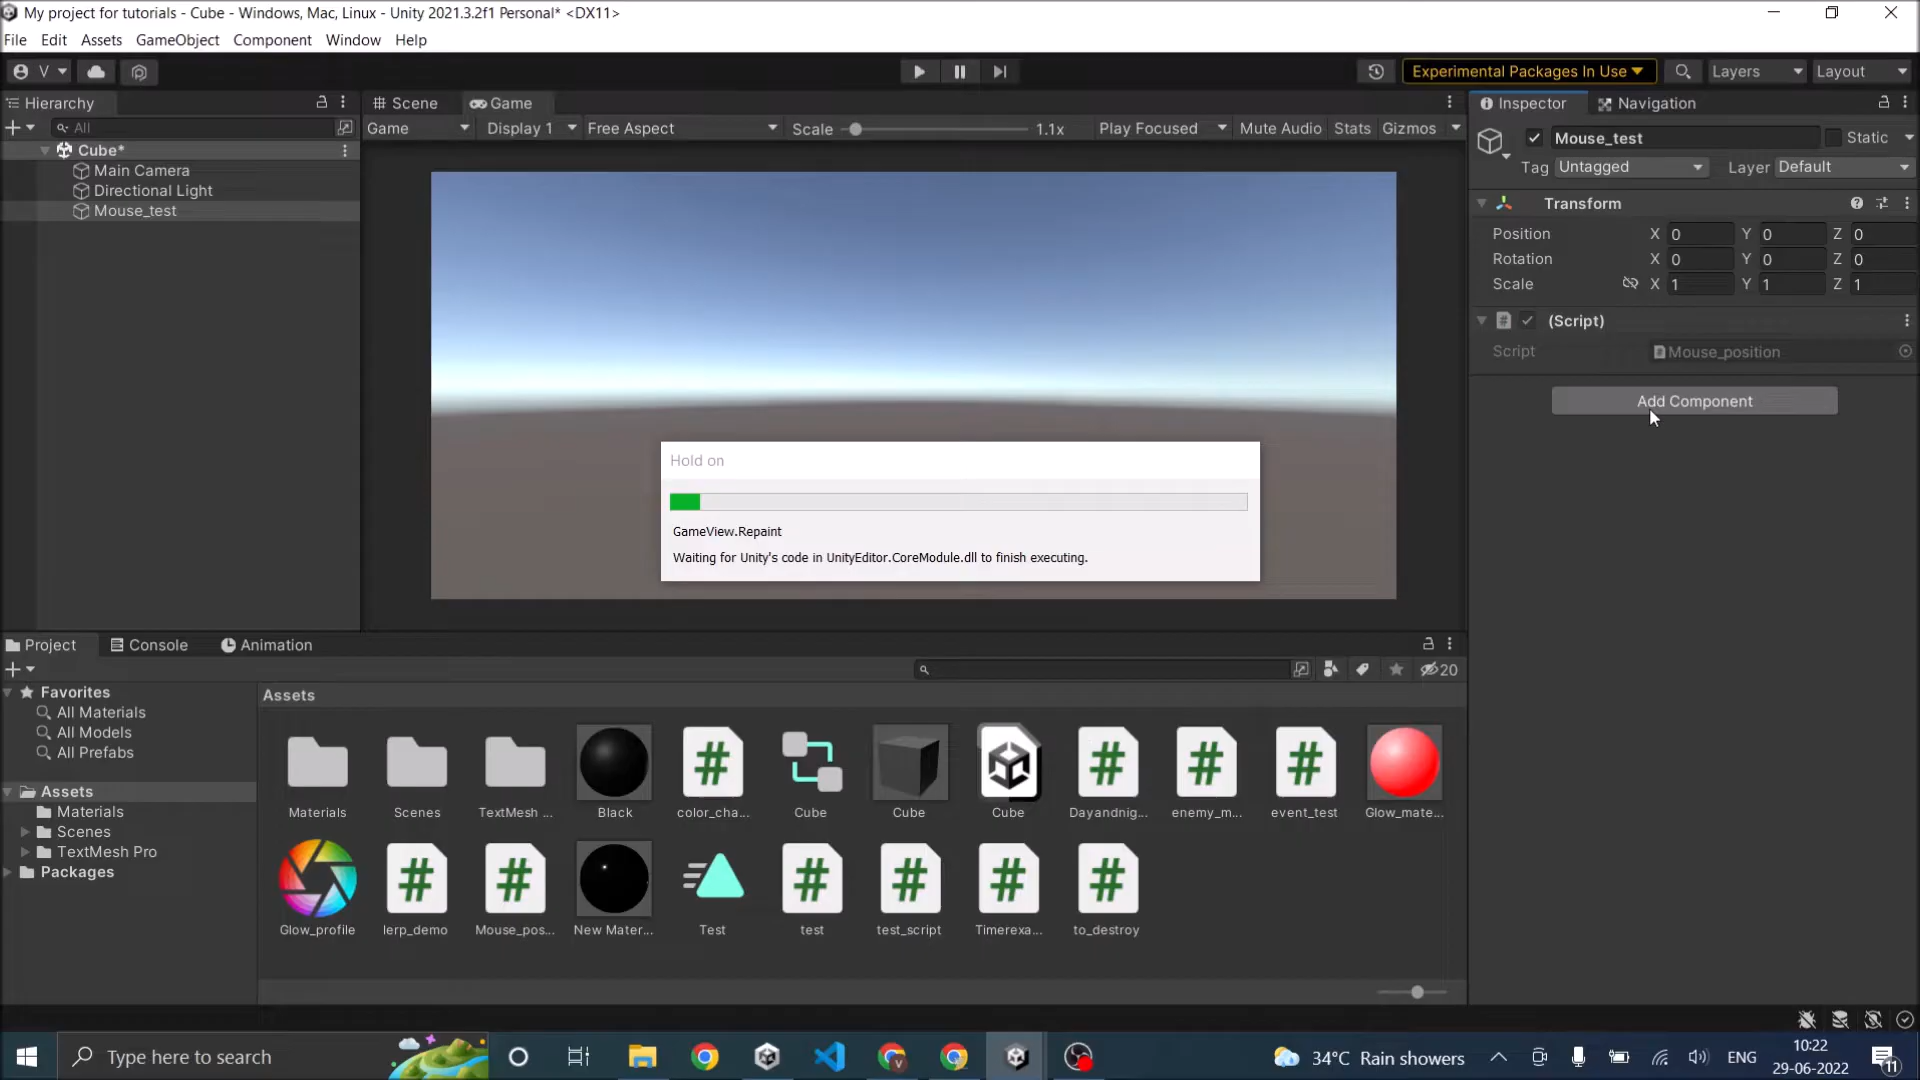 My project for tutorials - Cube - Windows, Mac, Linux - Unity 2021.3.2f1 Personal* <DX11>
File Edit Assets GameObject Component Window Help
V Experimental Packages In Use Layers Layout
Hierarchy
All
Cube*
Main Camera
Directional Light
Mouse_test
Scene Game
Game Display 1 Free Aspect Scale 1.1x Play Focused Mute Audio Stats Gizmos
Hold on
GameView.Repaint
Waiting for Unity's code in UnityEditor.CoreModule.dll to finish executing.
Inspector Navigation
Mouse_test Static
Tag Untagged Layer Default
Transform
Position X 0 Y 0 Z 0
Rotation X 0 Y 0 Z 0
Scale X 1 Y 1 Z 1
(Script)
Script Mouse_position
Add Component
Project Console Animation
20
Favorites
All Materials
All Models
All Prefabs
Assets
Materials
Scenes
TextMesh Pro
Packages
Assets
Materials Scenes TextMesh ... Black color_cha... Cube Cube Cube Dayandnig... enemy_m... event_test Glow_mate...
Glow_profile lerp_demo Mouse_pos... New Mater... Test test test_script Timerexa... to_destroy
Type here to search
34°C Rain showers
ENG
10:22
29-06-2022
11